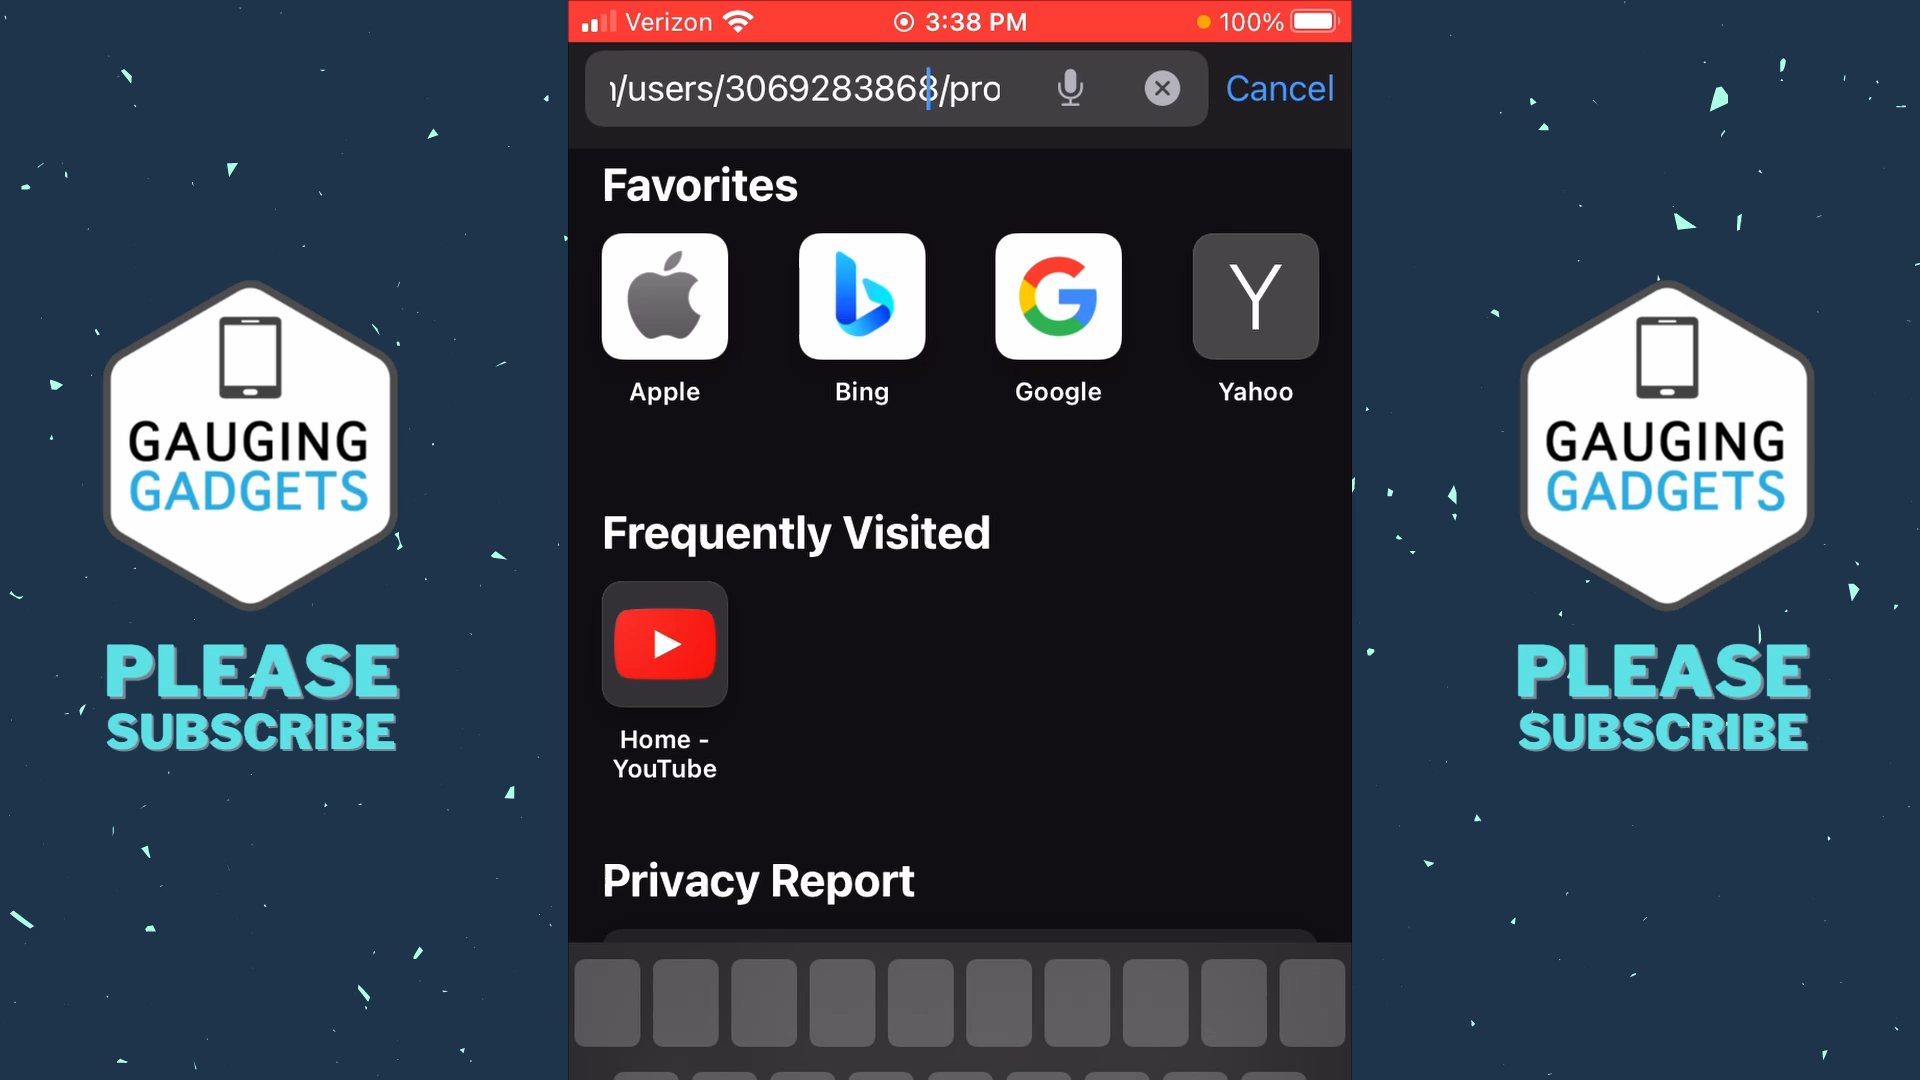 Verizon
3:38 PM
100%
/users/3069283868/pro
Cancel
Favorites
Apple
Bing
Google
Y
Yahoo
Frequently Visited
Home -
YouTube
Privacy Report
GAUGING
GADGETS
PLEASE
SUBSCRIBE
GAUGING
GADGETS
PLEASE
SUBSCRIBE